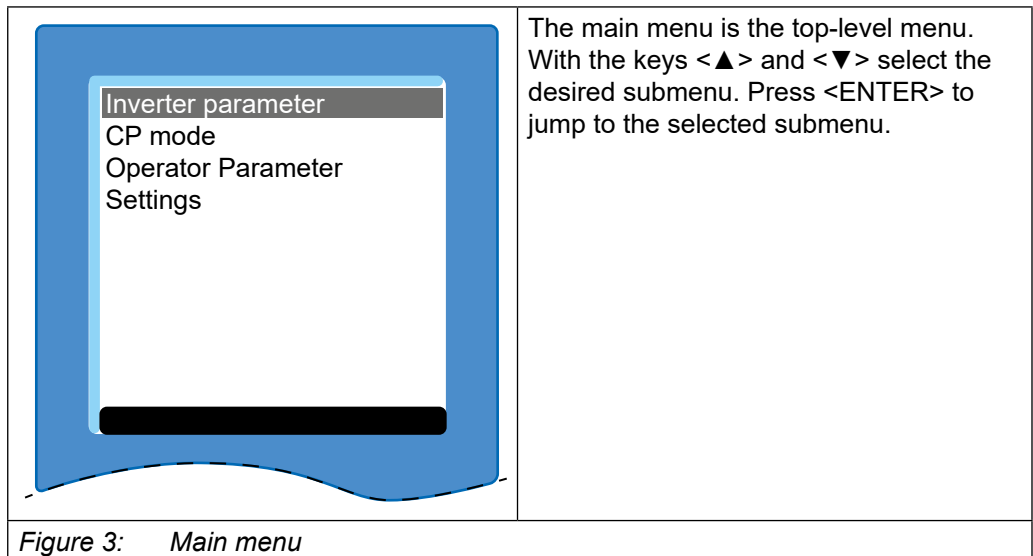 Inverter parameter
CP mode
Operator Parameter
Settings
The main menu is the top-level menu.
With the keys <▲> and <▼> select the
desired submenu. Press <ENTER> to
jump to the selected submenu.
Figure 3: Main menu